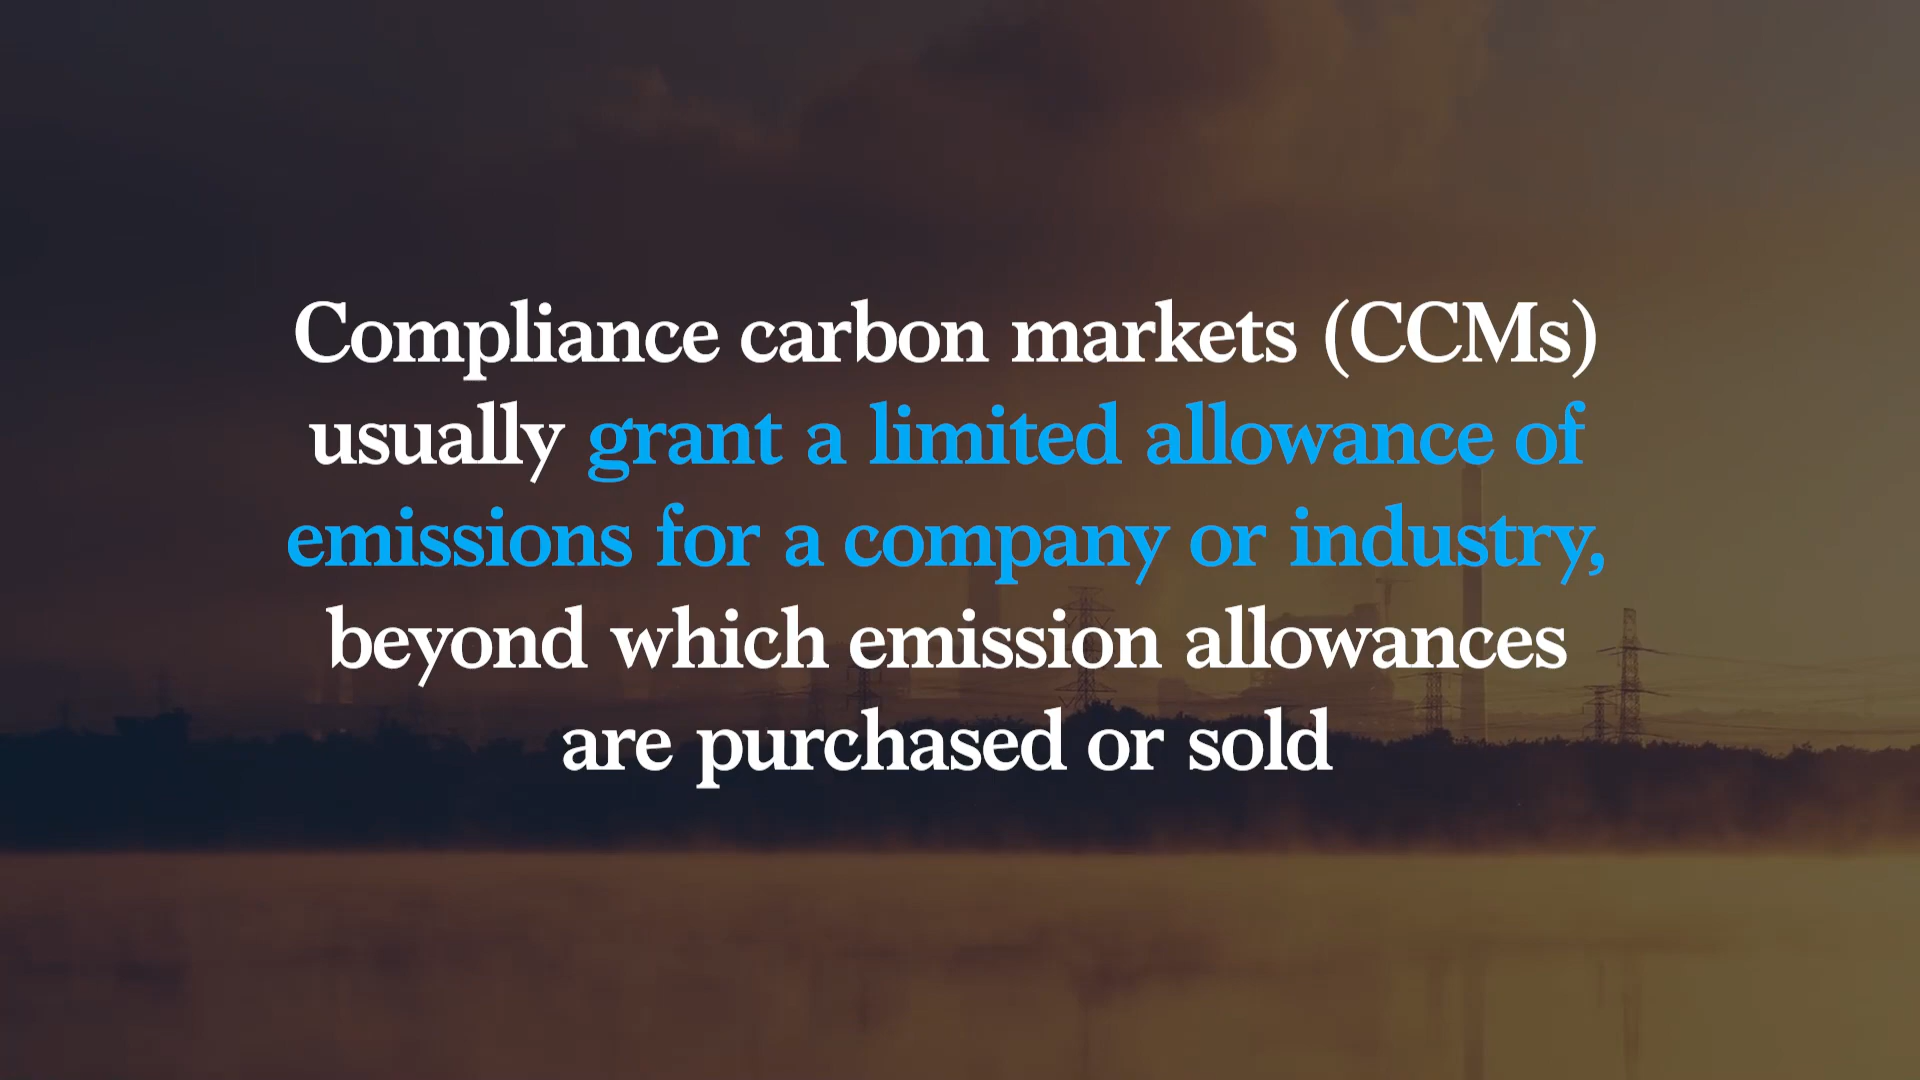 Compliance carbon markets (CCMs)
usually grant a limited allowance of
emissions for a company or industry,
beyond which emission allowances
are purchased or sold